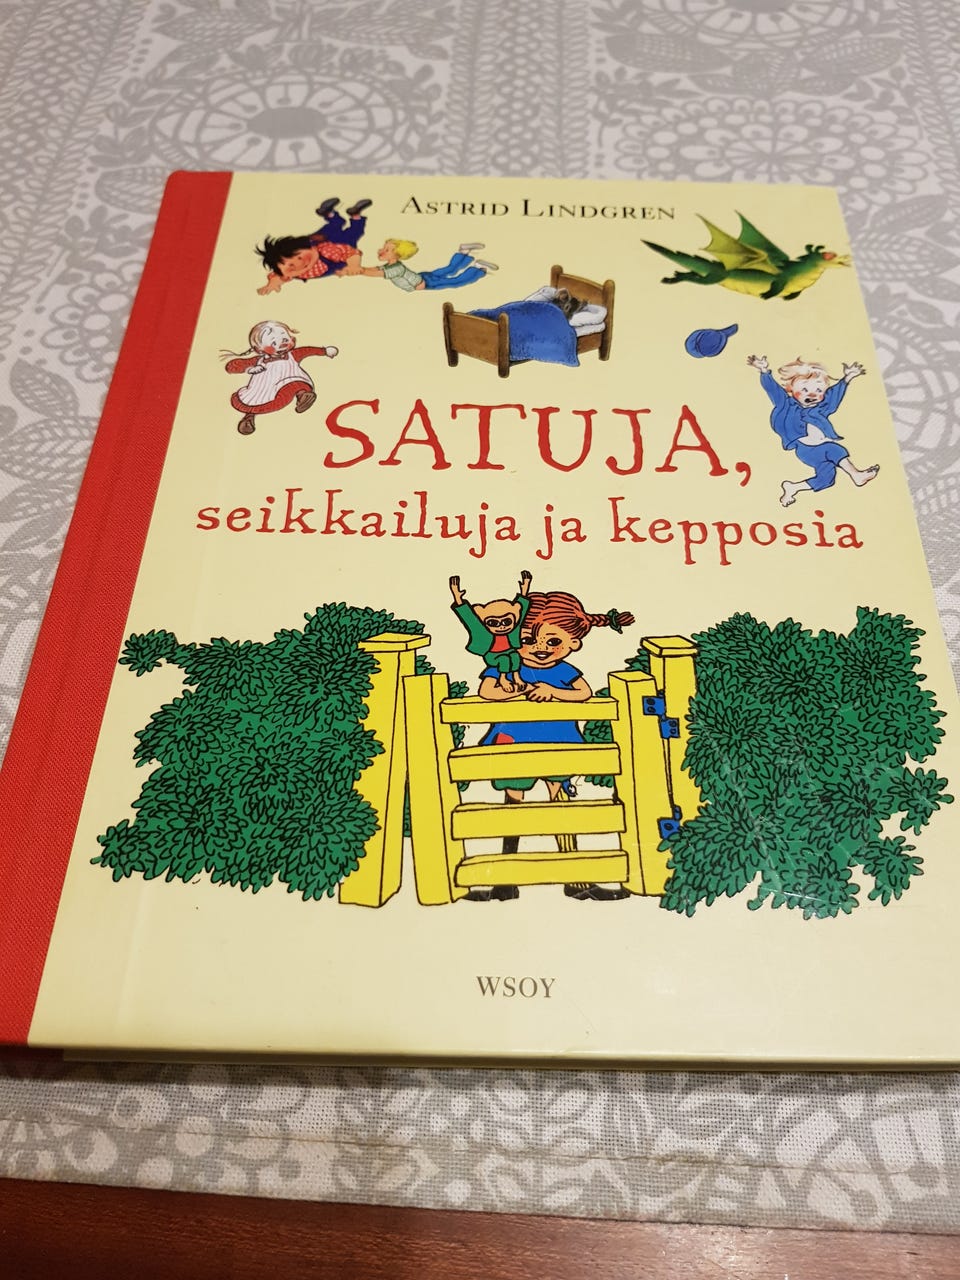 ASTRID LINDGREN
SATUJA,
seikkailuja ja kepposia
WSOY